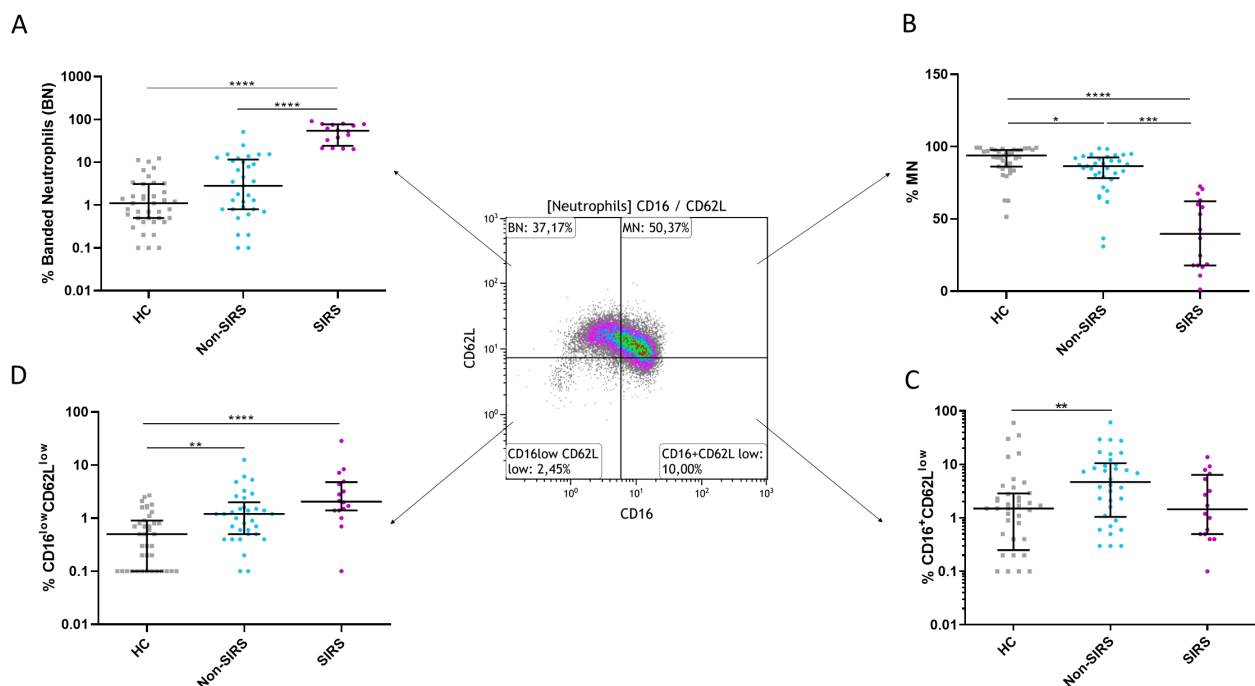 A
% Banded Neutrophils (BN)
1000
100
10
1
0.1
0.01
****
****
HC
Non-SIRS
SIRS
B
% MN
150
100
50
0
****
*
***
HC
Non-SIRS
SIRS
[Neutrophils] CD16 / CD62L
BN: 37,17%
MN: 50,37%
CD62L
10³
10²
10¹
10⁰
CD16low CD62L
low: 2,45%
CD16+CD62L low:
10,00%
10⁰
10¹
10²
10³
CD16
D
% CD16lowCD62Llow
100
10
1
0.1
0.01
****
**
HC
Non-SIRS
SIRS
C
% CD16+CD62Llow
100
10
1
0.1
0.01
**
HC
Non-SIRS
SIRS